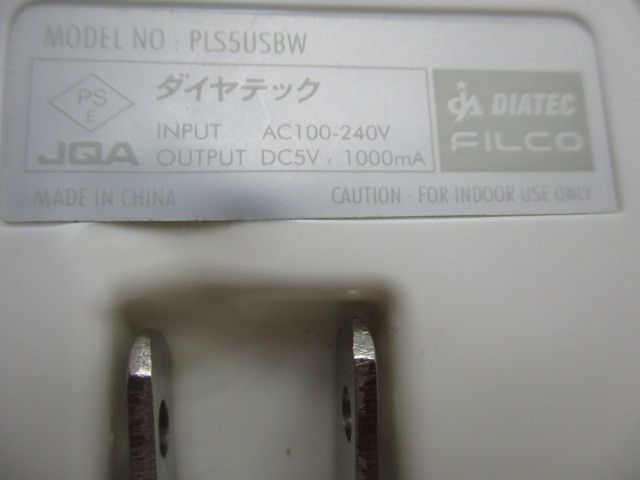 MODEL NO : PLS5USBW
PS
E
JQA
ダイヤテック
INPUT AC100-240V
OUTPUT DC5V, 1000mA
DIATEC
FILCO
MADE IN CHINA
CAUTION : FOR INDOOR USE ONLY